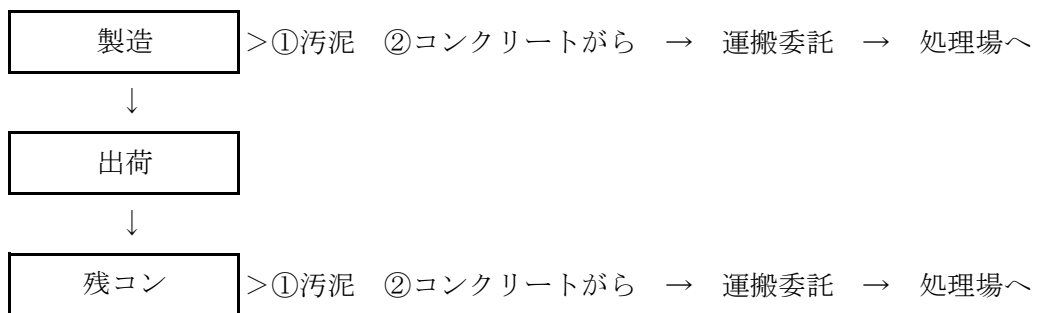 製造 >①汚泥 ②コンクリートがら → 運搬委託 → 処理場へ
↓
出荷
↓
残コン >①汚泥 ②コンクリートがら → 運搬委託 → 処理場へ